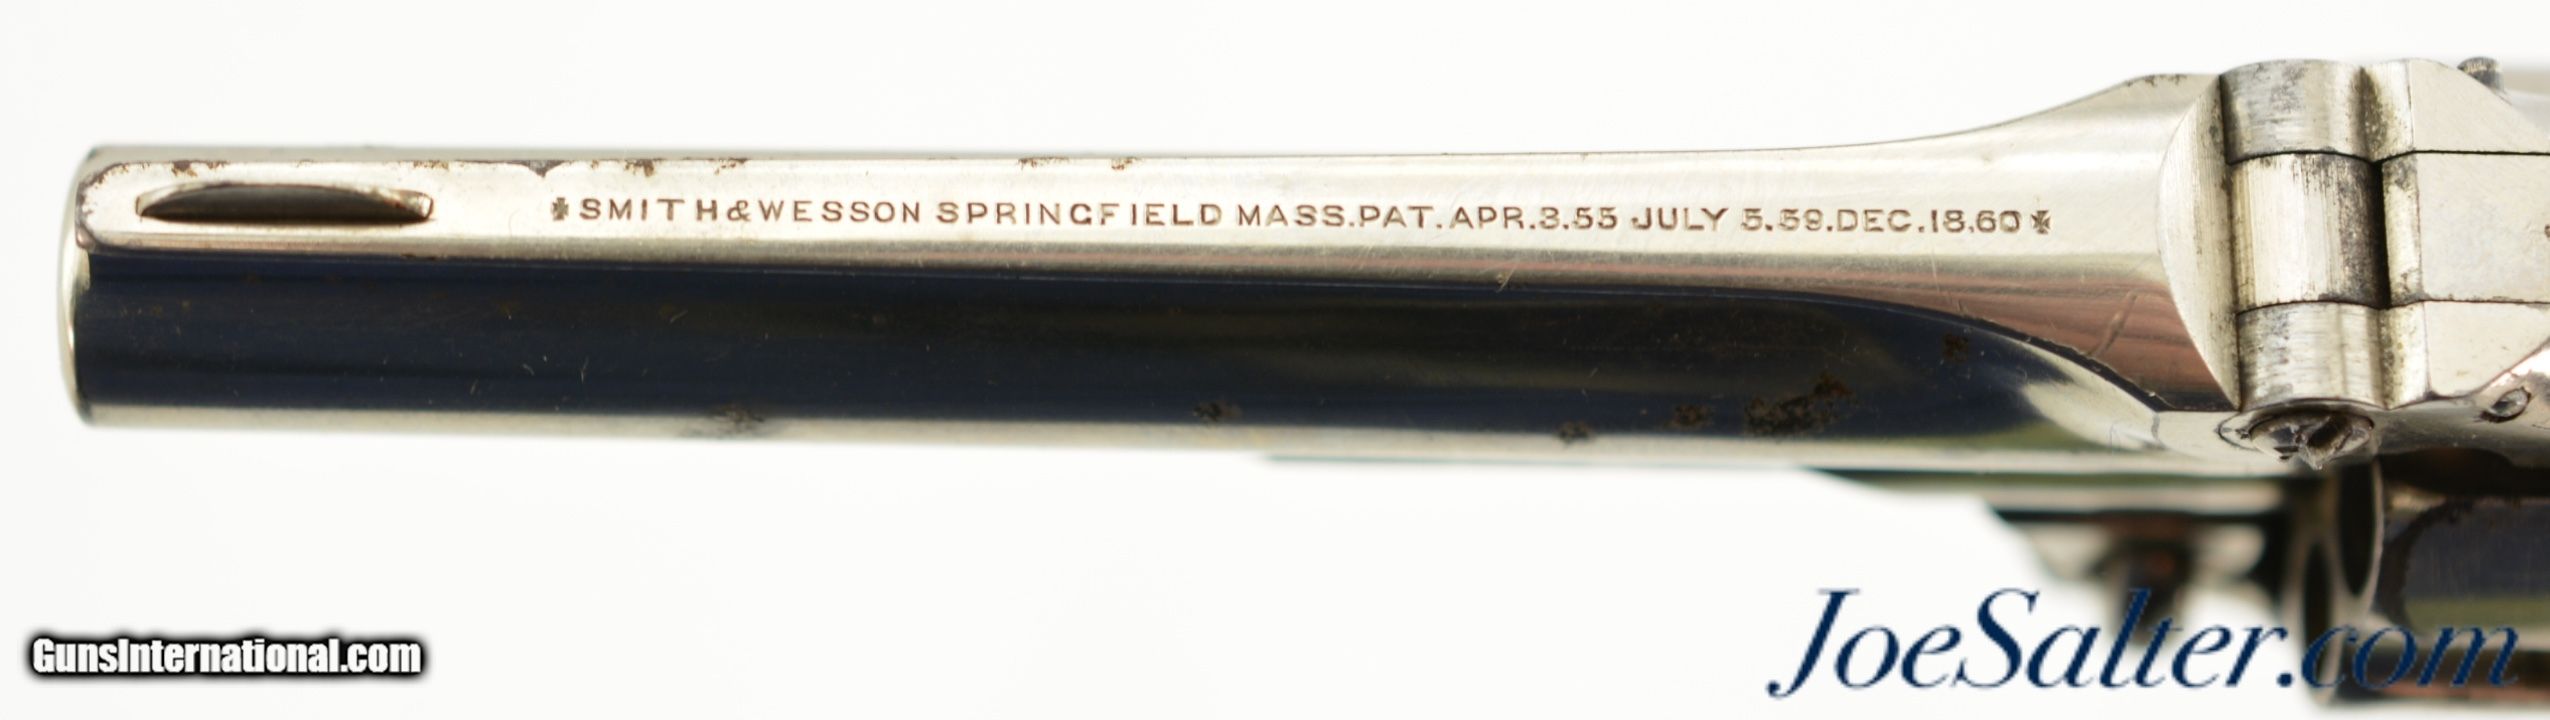 ✠SMITH&WESSON SPRINGFIELD MASS.PAT.APR.3.55 JULY 5.59.DEC.18.60✠
GunsInternational.com
JoeSalter.com